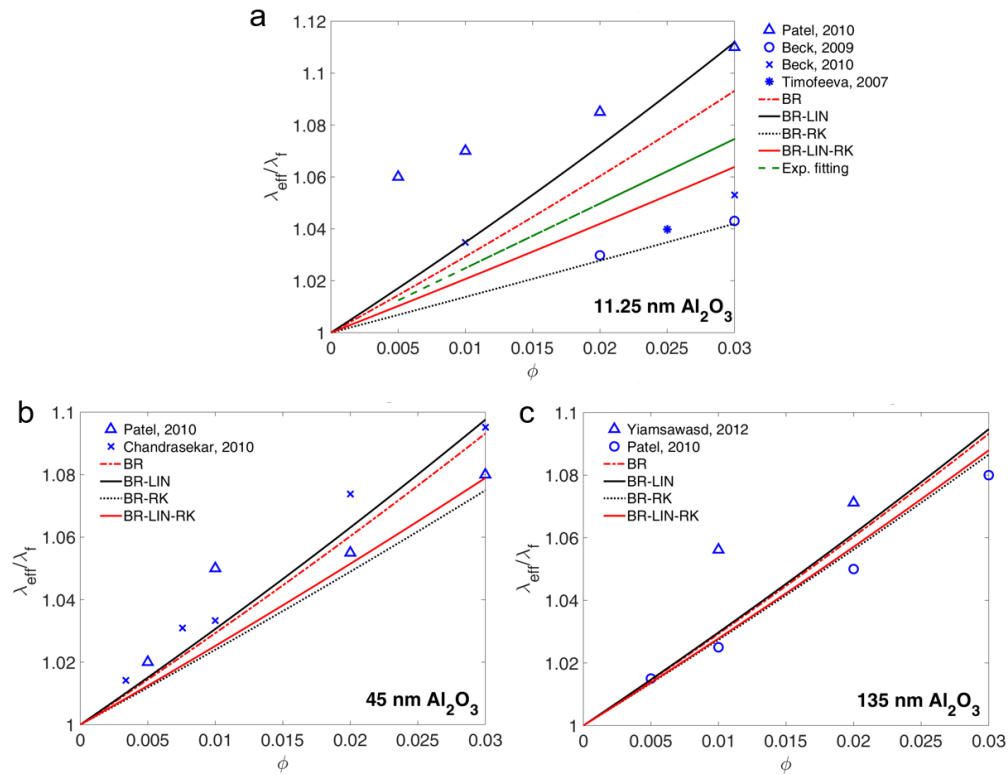 a
1.12
1.1
1.08
1.06
1.04
1.02
1
λeff/λf
0
0.005
0.01
0.015
0.02
0.025
0.03
ϕ
11.25 nm Al2O3
Patel, 2010
Beck, 2009
Beck, 2010
Timofeeva, 2007
BR
BR-LIN
BR-RK
BR-LIN-RK
Exp. fitting
b
1.1
1.08
1.06
1.04
1.02
1
λeff/λf
Patel, 2010
Chandrasekar, 2010
BR
BR-LIN
BR-RK
BR-LIN-RK
45 nm Al2O3
0
0.005
0.01
0.015
0.02
0.025
0.03
ϕ
c
1.1
1.08
1.06
1.04
1.02
1
λeff/λf
Yiamsawasd, 2012
Patel, 2010
BR
BR-LIN
BR-RK
BR-LIN-RK
135 nm Al2O3
0
0.005
0.01
0.015
0.02
0.025
0.03
ϕ